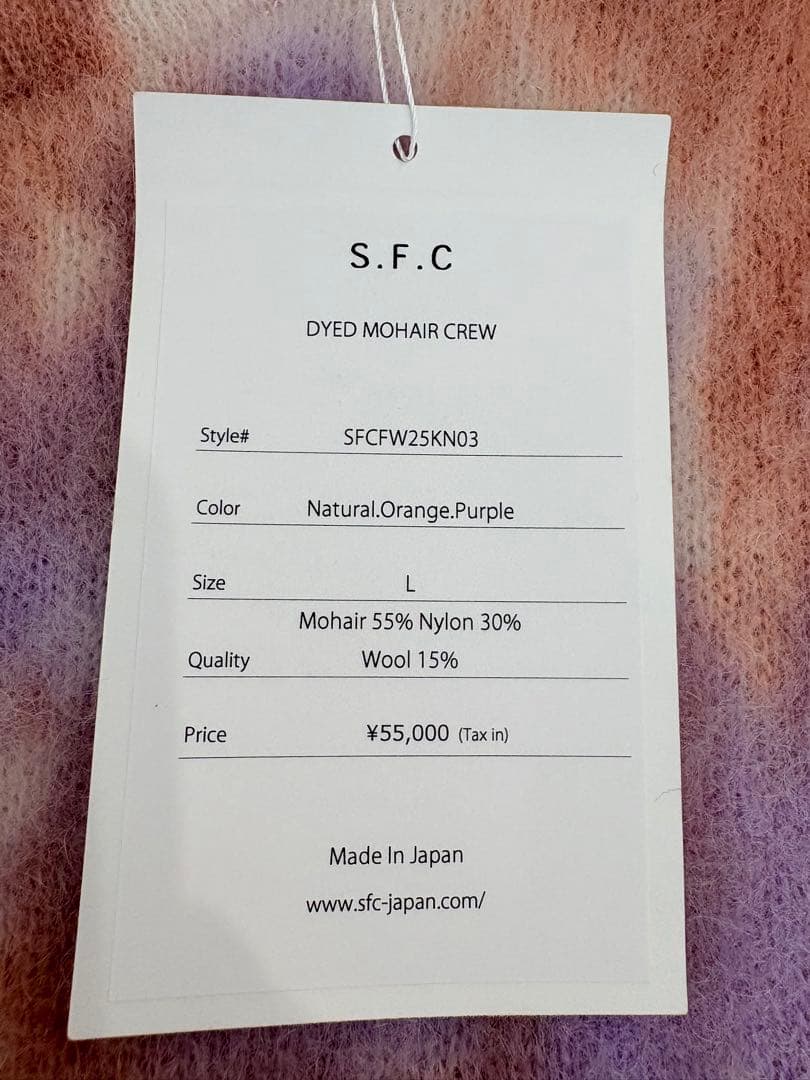 S.F.C
DYED MOHAIR CREW
Style# SFCFW25KN03
Color Natural.Orange.Purple
Size L
Mohair 55% Nylon 30%
Quality Wool 15%
Price ¥55,000 (Tax in)
Made In Japan
www.sfc-japan.com/